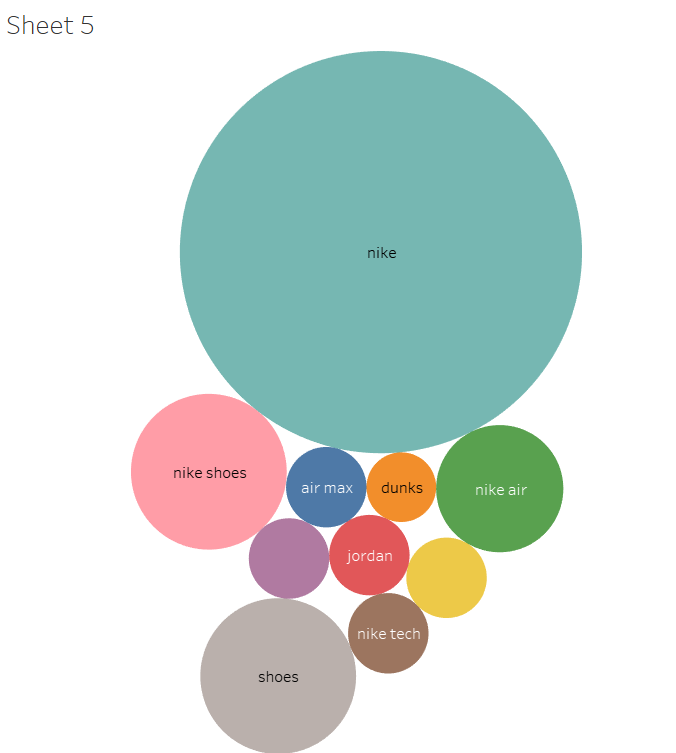 Sheet 5
nike
nike shoes
air max
dunks
nike air
jordan
nike tech
shoes